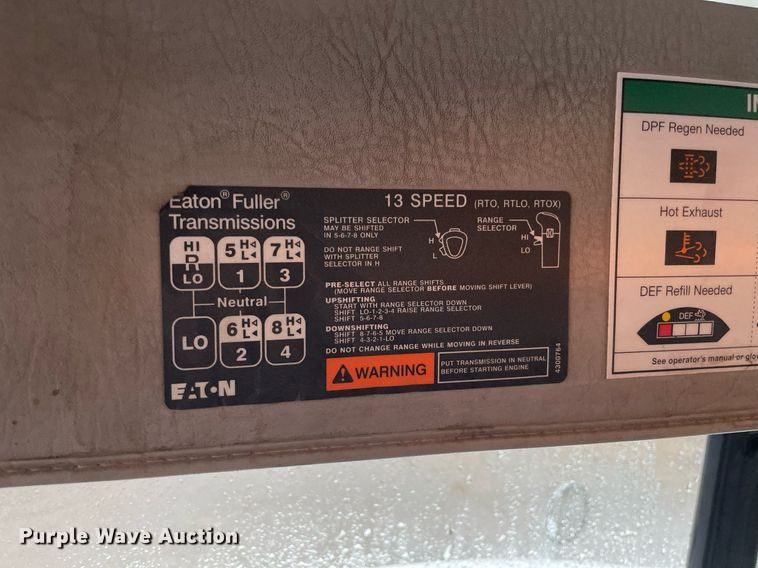 Eaton® Fuller®
Transmissions
13 SPEED (RTO, RTLO, RTOX)
HI
R
LO
5 H
L
1
7 H
L
3
Neutral
LO
6 H
L
2
8 H
L
4
EATON
SPLITTER SELECTOR
MAY BE SHIFTED
IN 5-6-7-8 ONLY.
DO NOT RANGE SHIFT
WITH SPLITTER
SELECTOR IN H
H
L
RANGE
SELECTOR
HI
LO
PRE-SELECT ALL RANGE SHIFTS
(MOVE RANGE SELECTOR BEFORE MOVING SHIFT LEVER)
UPSHIFTING
START WITH RANGE SELECTOR DOWN
SHIFT LO-1-2-3-4 RAISE RANGE SELECTOR
SHIFT 5-6-7-8
DOWNSHIFTING
SHIFT 8-7-6-5 MOVE RANGE SELECTOR DOWN
SHIFT 4-3-2-1-LO
DO NOT CHANGE RANGE WHILE MOVING IN REVERSE
WARNING
PUT TRANSMISSION IN NEUTRAL
BEFORE STARTING ENGINE
4300764
DPF Regen Needed
Hot Exhaust
DEF Refill Needed
DEF
See operator's manual or glov
Purple Wave Auction